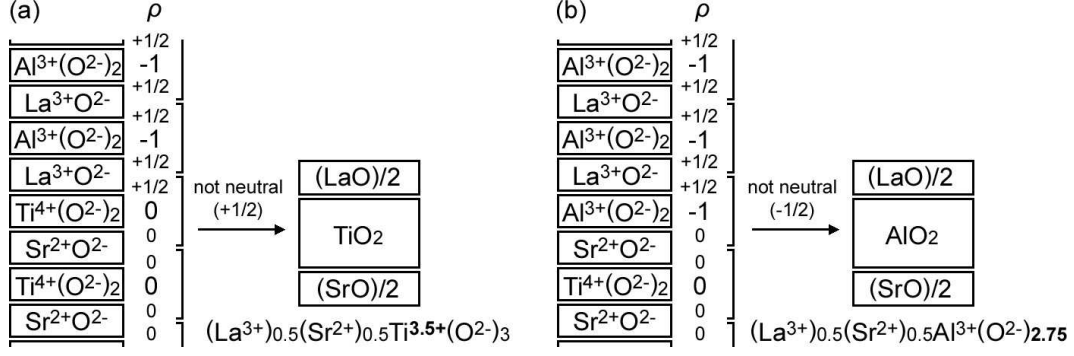 (a)
ρ
+1/2
Al³⁺(O²⁻)₂ -1
+1/2
La³⁺O²⁻
+1/2
Al³⁺(O²⁻)₂ -1
+1/2
La³⁺O²⁻
+1/2
Ti⁴⁺(O²⁻)₂ 0
0
Sr²⁺O²⁻
0
Ti⁴⁺(O²⁻)₂ 0
0
Sr²⁺O²⁻
0
not neutral
(+1/2)
(LaO)/2
TiO₂
(SrO)/2
(La³⁺)₀.₅(Sr²⁺)₀.₅Ti³·⁵⁺(O²⁻)₃
(b)
ρ
+1/2
Al³⁺(O²⁻)₂ -1
+1/2
La³⁺O²⁻
+1/2
Al³⁺(O²⁻)₂ -1
+1/2
La³⁺O²⁻
+1/2
Al³⁺(O²⁻)₂ -1
0
Sr²⁺O²⁻
0
Ti⁴⁺(O²⁻)₂ 0
0
Sr²⁺O²⁻
0
not neutral
(-1/2)
(LaO)/2
AlO₂
(SrO)/2
(La³⁺)₀.₅(Sr²⁺)₀.₅Al³⁺(O²⁻)₂.₇₅